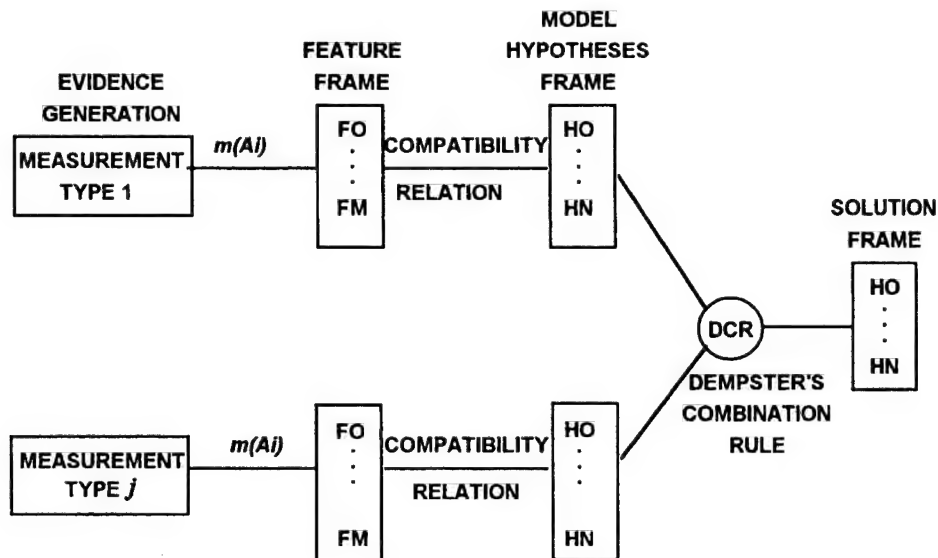 EVIDENCE
GENERATION
MEASUREMENT
TYPE 1
m(Ai)
FEATURE
FRAME
FO
FM
COMPATIBILITY
RELATION
MODEL
HYPOTHESES
FRAME
HO
HN
MEASUREMENT
TYPE j
m(Ai)
FO
FM
COMPATIBILITY
RELATION
HO
HN
DCR
DEMPSTER'S
COMBINATION
RULE
SOLUTION
FRAME
HO
HN